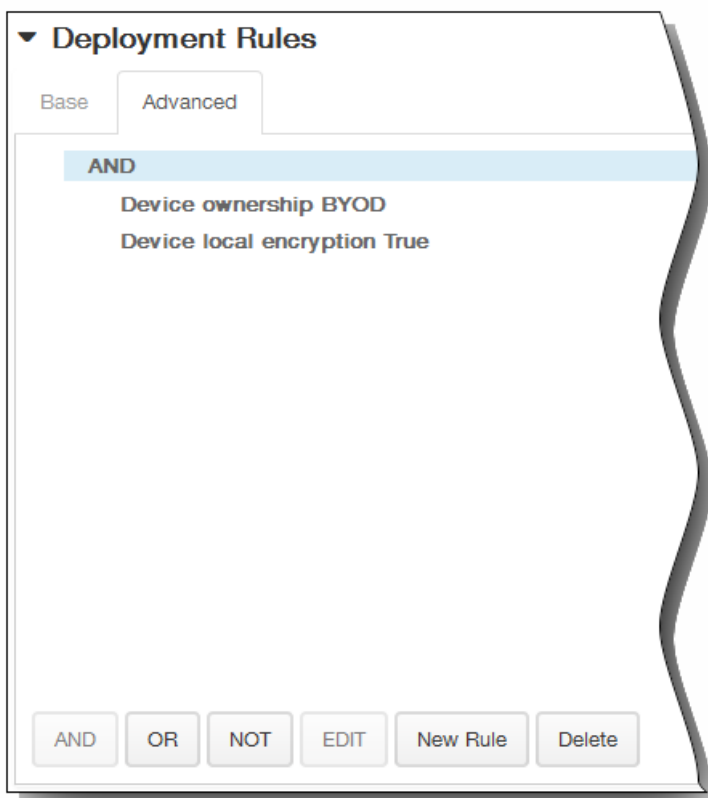 Deployment Rules
Base Advanced
AND
Device ownership BYOD
Device local encryption True
AND OR NOT EDIT New Rule Delete